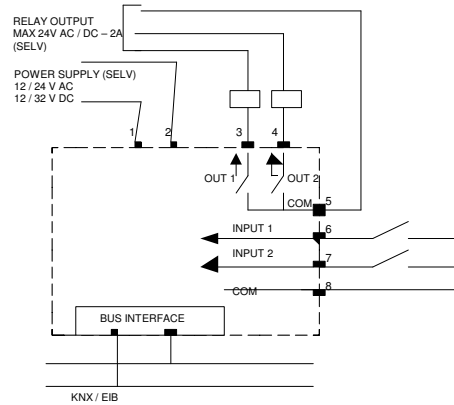 RELAY OUTPUT
MAX 24V AC / DC – 2A
(SELV)
POWER SUPPLY (SELV)
12 / 24 V AC
12 / 32 V DC
1 2 3 4
OUT 1 OUT 2
COM 5
INPUT 1 6
INPUT 2 7
COM 8
BUS INTERFACE
KNX / EIB